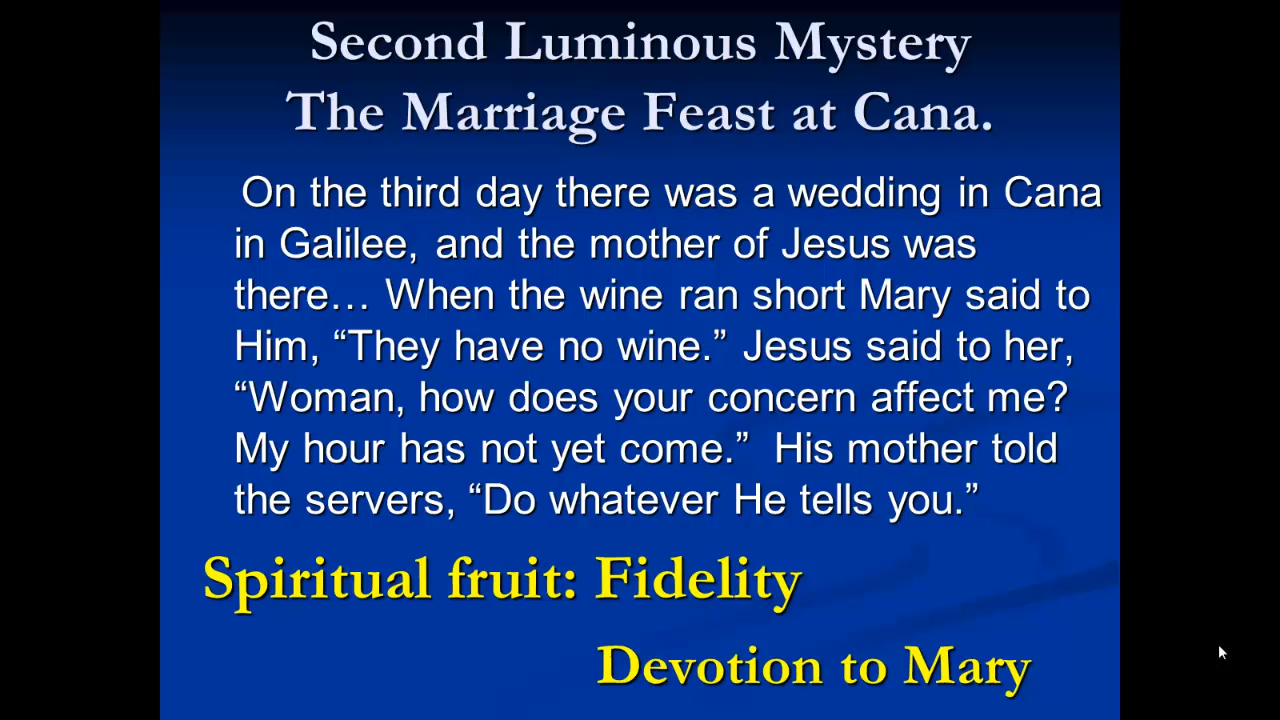 Second Luminous Mystery
The Marriage Feast at Cana.
On the third day there was a wedding in Cana
in Galilee, and the mother of Jesus was
there… When the wine ran short Mary said to
Him, “They have no wine.” Jesus said to her,
“Woman, how does your concern affect me?
My hour has not yet come.”  His mother told
the servers, “Do whatever He tells you.”
Spiritual fruit: Fidelity
Devotion to Mary